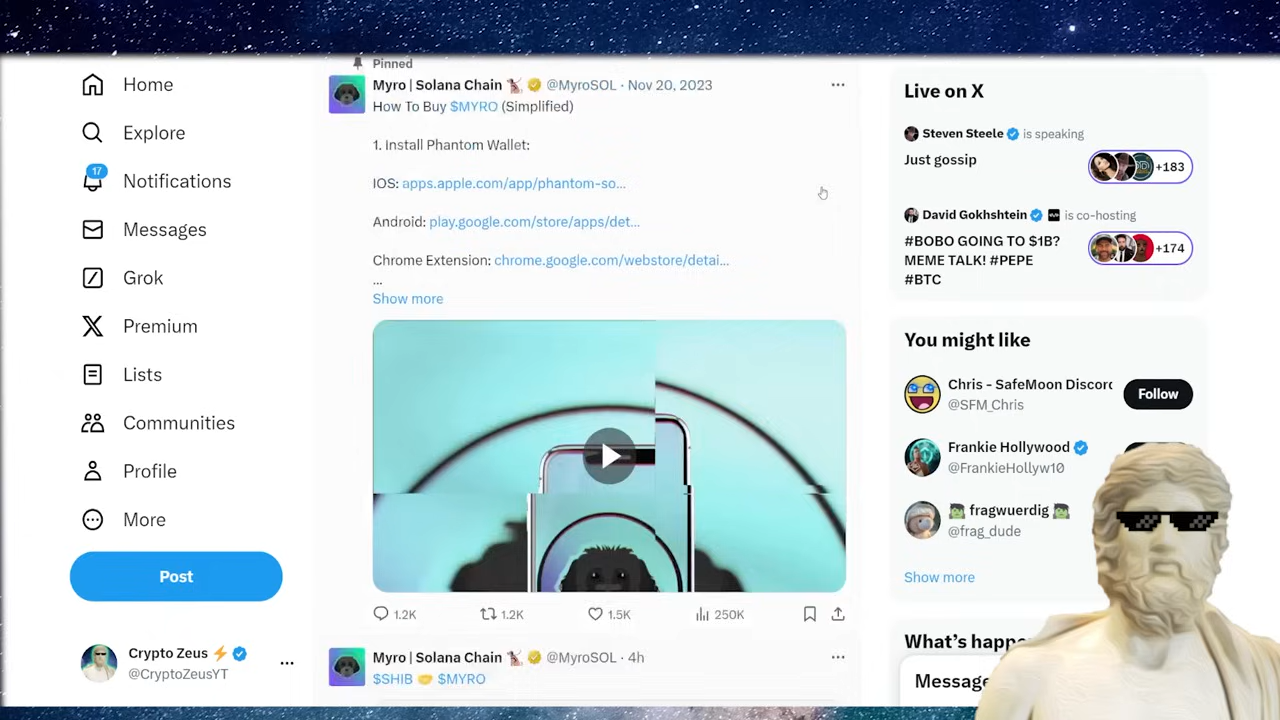 Home
Explore
17
Notifications
Messages
Grok
Premium
Lists
Communities
Profile
More
Post
Crypto Zeus⚡
@CryptoZeusYT
Pinned
Myro | Solana Chain @MyroSOL · Nov 20, 2023
How To Buy $MYRO (Simplified)
1. Install Phantom Wallet:
IOS: apps.apple.com/app/phantom-so...
Android: play.google.com/store/apps/det...
Chrome Extension: chrome.google.com/webstore/detai...
...
Show more
1.2K 1.2K 1.5K 250K
Myro | Solana Chain @MyroSOL · 4h
$SHIB 🤝 $MYRO
Live on X
Steven Steele is speaking
Just gossip
+183
David Gokhshtein is co-hosting
#BOBO GOING TO $1B?
MEME TALK! #PEPE
#BTC
+174
You might like
Chris - SafeMoon Discord
@SFM_Chris
Follow
Frankie Hollywood
@FrankieHollyw10
🧟 fragwuerdig 🧟
@frag_dude
Show more
What's happe
Message